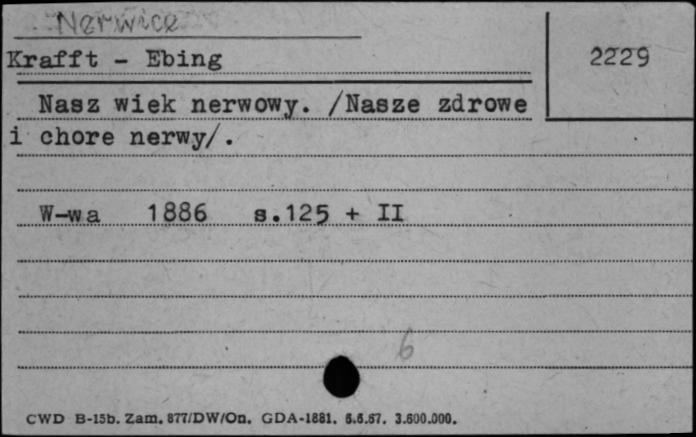 Nerwice
Krafft - Ebing
2229
Nasz wiek nerwowy. /Nasze zdrowe
i chore nerwy/.
W-wa 1886 s.125 + II
6
CWD B-15b. Zam. 877/DW/On. GDA-1881. 6.6.67. 3.600.000.